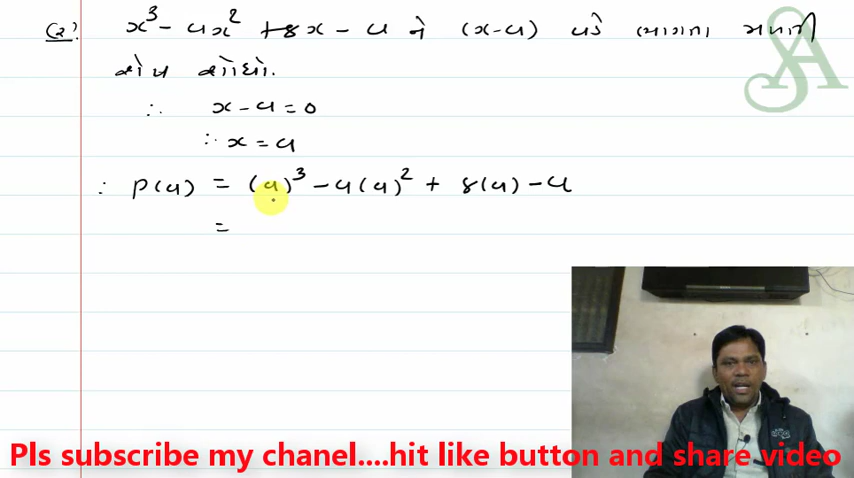 (૨). x³ - 4x² + 8x - 4 ને (x-4) વડે ભાગતા મળતી
શેષ શોધો.
∴ x - 4 = 0
∴ x = 4
∴ P(4) = (4)³ - 4(4)² + 8(4) - 4
=
Pls subscribe my chanel....hit like button and share video